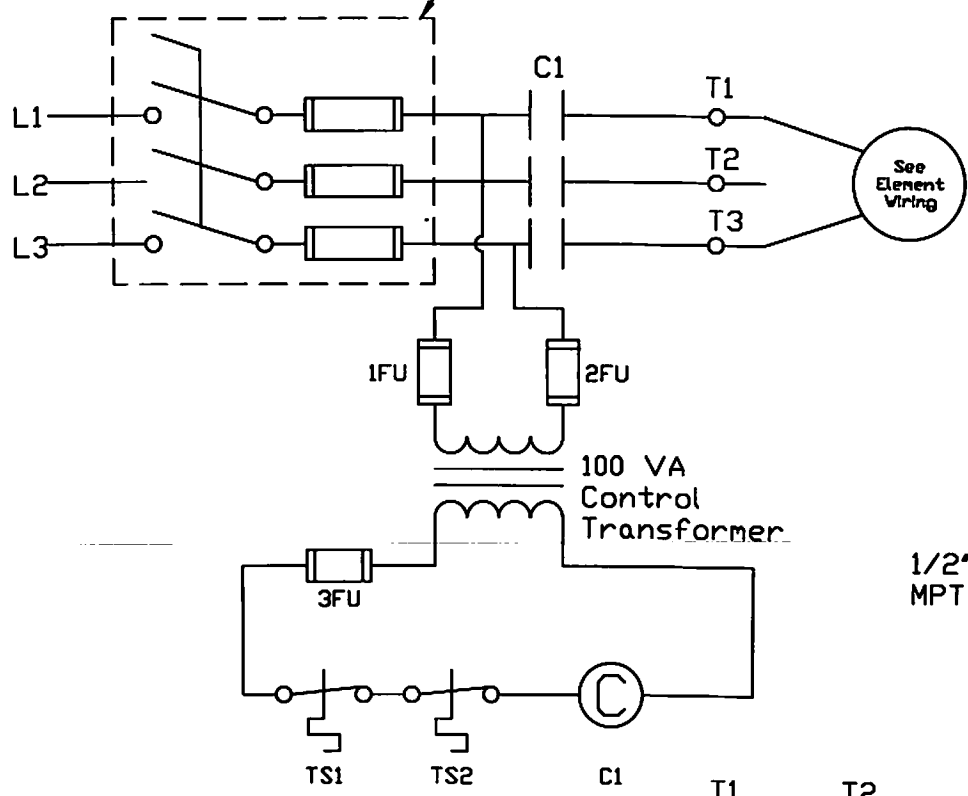 C1
T1
L1
T2
L2
See
Element
Wiring
T3
L3
1FU
2FU
100 VA
Control
Transformer
1/2"
MPT
3FU
C
TS1
TS2
C1
T1
T2